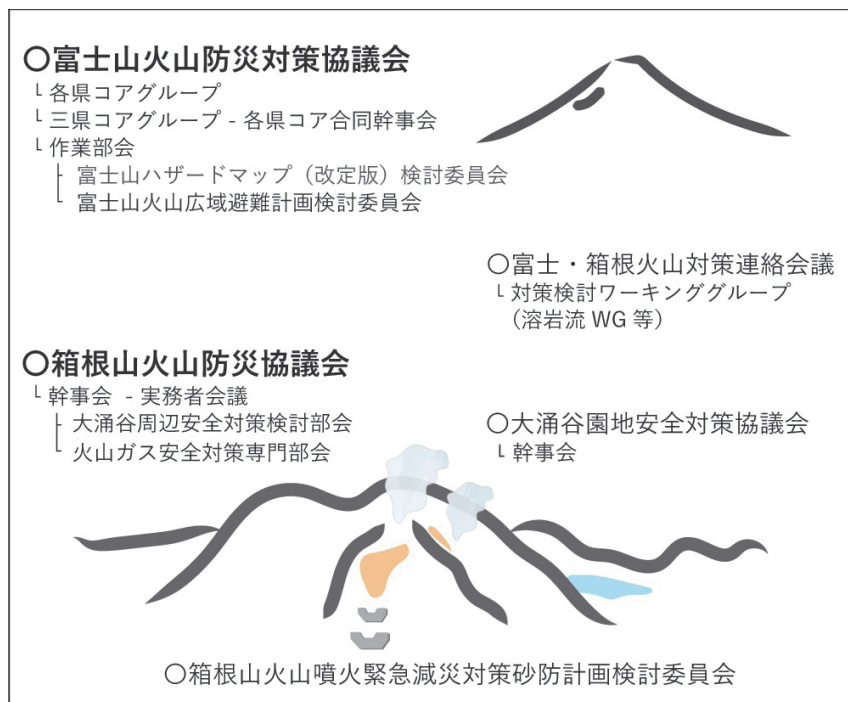 〇富士山火山防災対策協議会
└ 各県コアグループ
└ 三県コアグループ - 各県コア合同幹事会
└ 作業部会
├ 富士山ハザードマップ（改定版）検討委員会
└ 富士山火山広域避難計画検討委員会
〇富士・箱根火山対策連絡会議
└ 対策検討ワーキンググループ
（溶岩流 WG 等）
〇箱根山火山防災協議会
└ 幹事会 - 実務者会議
├ 大涌谷周辺安全対策検討部会
└ 火山ガス安全対策専門部会
〇大涌谷園地安全対策協議会
└ 幹事会
〇箱根山火山噴火緊急減災対策砂防計画検討委員会